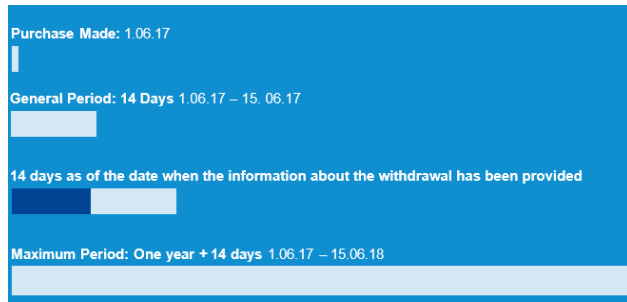 Purchase Made: 1.06.17
General Period: 14 Days 1.06.17 – 15. 06.17
14 days as of the date when the information about the withdrawal has been provided
Maximum Period: One year + 14 days 1.06.17 – 15.06.18